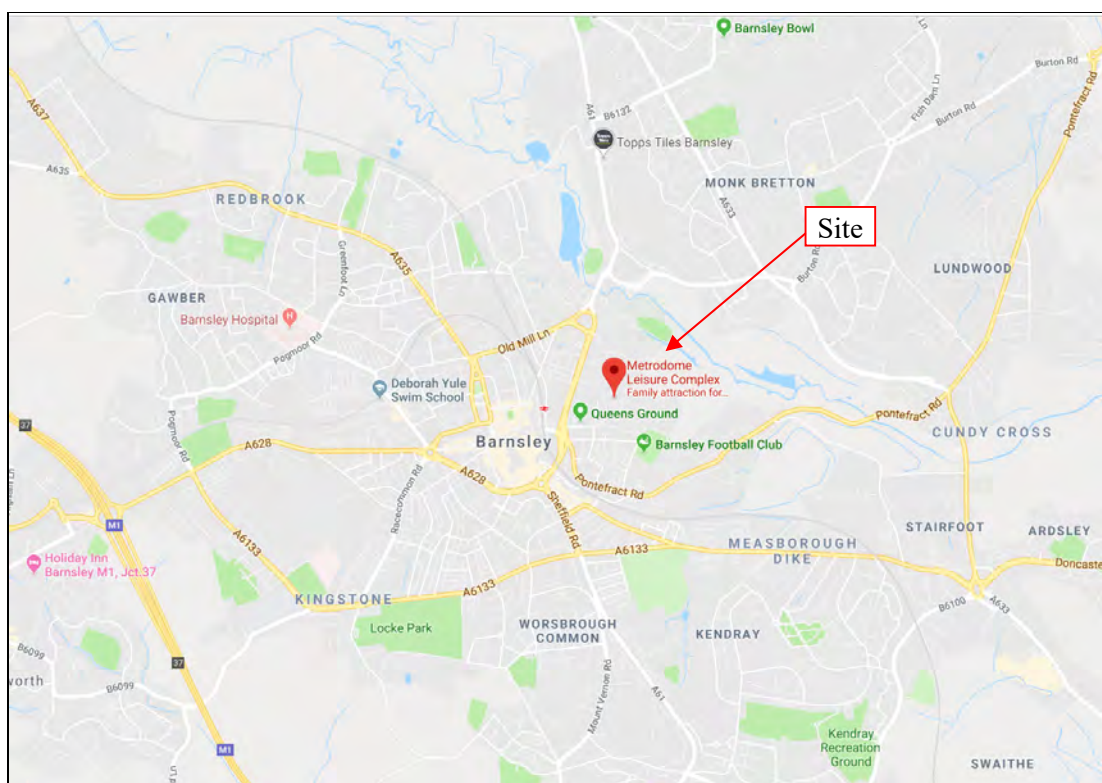 Barnsley Bowl
A61
B6132
Fish Dam Ln
Burton Rd
Burton Rd
Pontefract Rd
A637
Topps Tiles Barnsley
A635
MONK BRETTON
A633
REDBROOK
Site
Greenfoot Ln
A635
Burton Rd
LUNDWOOD
GAWBER
Barnsley Hospital
Pogmoor Rd
Old Mill Ln
Metrodome
Leisure Complex
Family attraction for...
Deborah Yule
Swim School
Queens Ground
Pontefract Rd
Pogmoor Rd
37
A628
Barnsley
Barnsley Football Club
CUNDY CROSS
A628
Racecommon Rd
Sheffield Rd
Pontefract Rd
M1
STAIRFOOT
ARDSLEY
A6133
MEASBOROUGH
DIKE
Holiday Inn
Barnsley M1, Jct.37
A6133
Doncaste
KINGSTONE
A6133
B6100
A633
Locke Park
WORSBROUGH
COMMON
KENDRAY
B6099
37
worth
B6099
Mount Vernon Rd
A61
M1
Kendray
Recreation
Ground
SWAITHE